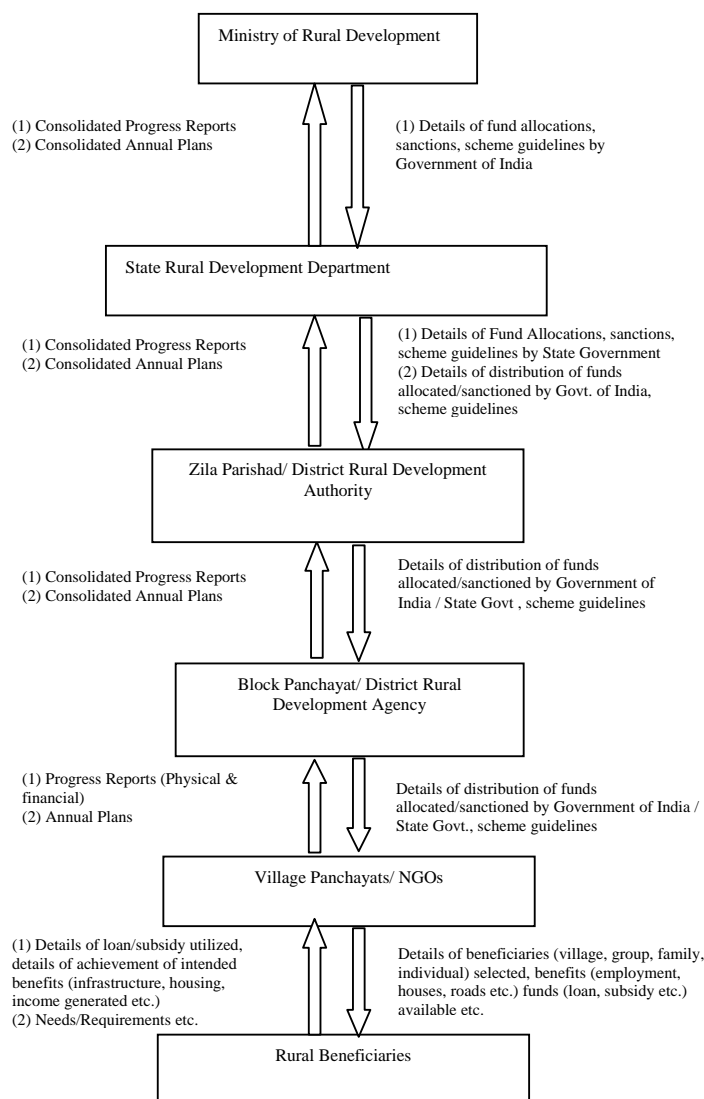 Ministry of Rural Development
(1) Consolidated Progress Reports
(2) Consolidated Annual Plans
(1) Details of fund allocations,
sanctions, scheme guidelines by
Government of India
State Rural Development Department
(1) Consolidated Progress Reports
(2) Consolidated Annual Plans
(1) Details of Fund Allocations, sanctions,
scheme guidelines by State Government
(2) Details of distribution of funds
allocated/sanctioned by Govt. of India,
scheme guidelines
Zila Parishad/ District Rural Development
Authority
(1) Consolidated Progress Reports
(2) Consolidated Annual Plans
Details of distribution of funds
allocated/sanctioned by Government of
India / State Govt , scheme guidelines
Block Panchayat/ District Rural
Development Agency
(1) Progress Reports (Physical &
financial)
(2) Annual Plans
Details of distribution of funds
allocated/sanctioned by Government of India /
State Govt., scheme guidelines
Village Panchayats/ NGOs
(1) Details of loan/subsidy utilized,
details of achievement of intended
benefits (infrastructure, housing,
income generated etc.)
(2) Needs/Requirements etc.
Details of beneficiaries (village, group, family,
individual) selected, benefits (employment,
houses, roads etc.) funds (loan, subsidy etc.)
available etc.
Rural Beneficiaries